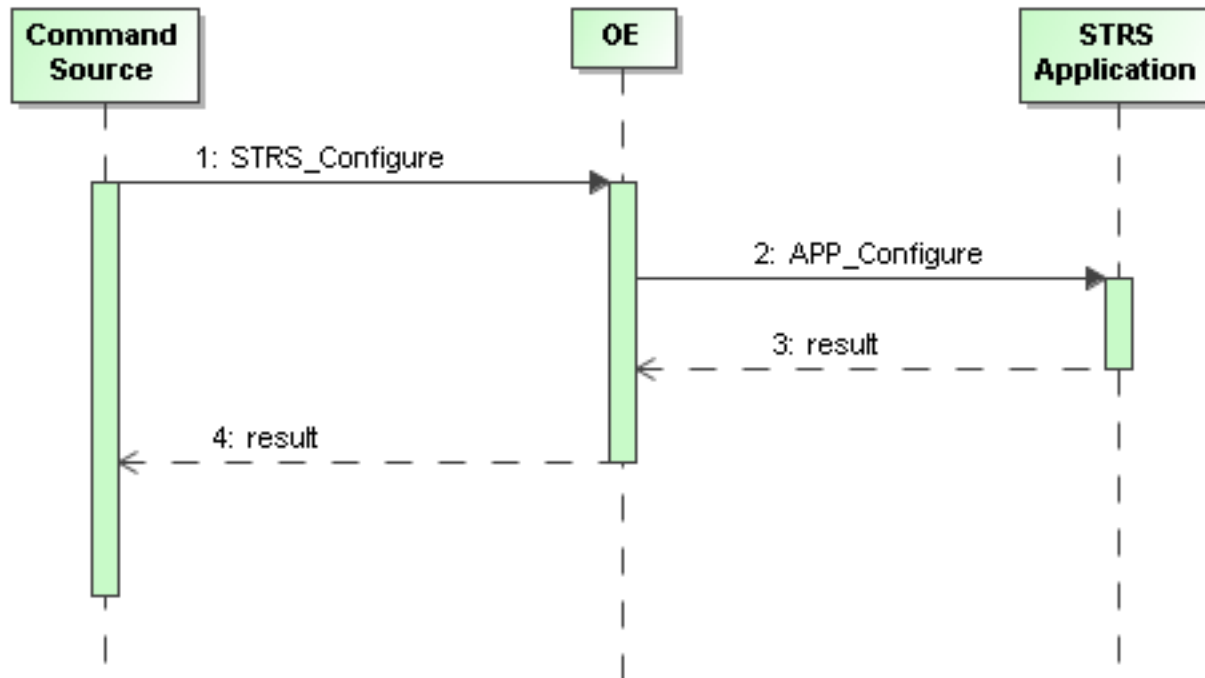 Command
Source
OE
STRS
Application
1: STRS_Configure
2: APP_Configure
3: result
4: result